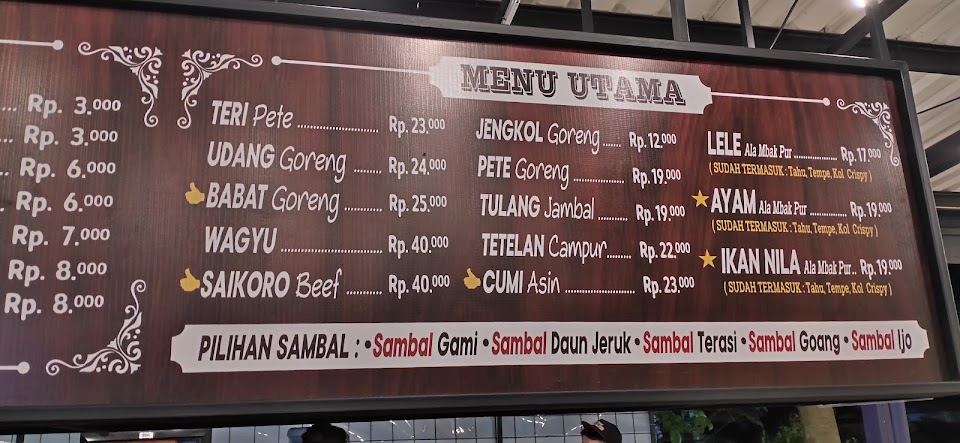 Rp. 3.000
Rp. 3.000
Rp. 6.000
Rp. 6.000
Rp. 7.000
Rp. 8.000
Rp. 8.000
MENU UTAMA
TERI Pete ........................ Rp. 23.000
UDANG Goreng .......... Rp. 24.000
BABAT Goreng ........... Rp. 25.000
WAGYU ............................... Rp. 40.000
SAIKORO Beef .......... Rp. 40.000
JENGKOL Goreng ...... Rp. 12.000
PETE Goreng ............... Rp. 19.000
TULANG Jambal ......... Rp. 19.000
TETELAN Campur ....... Rp. 22.000
CUMI Asin ..................... Rp. 23.000
LELE Ala Mbak Pur .................. Rp. 17.000
( SUDAH TERMASUK : Tahu, Tempe, Kol Crispy )
AYAM Ala Mbak Pur ............... Rp. 19.000
( SUDAH TERMASUK : Tahu, Tempe, Kol Crispy )
IKAN NILA Ala Mbak Pur .. Rp. 19.000
( SUDAH TERMASUK : Tahu, Tempe, Kol Crispy )
PILIHAN SAMBAL : • Sambal Gami • Sambal Daun Jeruk • Sambal Terasi • Sambal Goang • Sambal Ijo